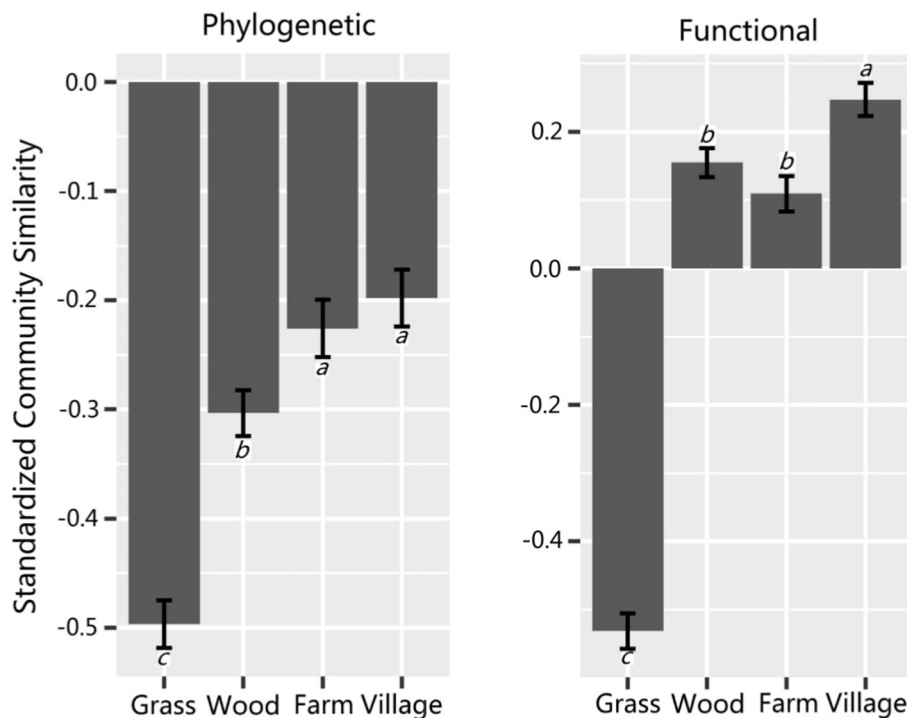 Phylogenetic
Functional
Standardized Community Similarity
0.0
-0.1
-0.2
-0.3
-0.4
-0.5
c
b
a
a
Grass Wood Farm Village
0.2
0.0
-0.2
-0.4
c
b
b
a
Grass Wood Farm Village